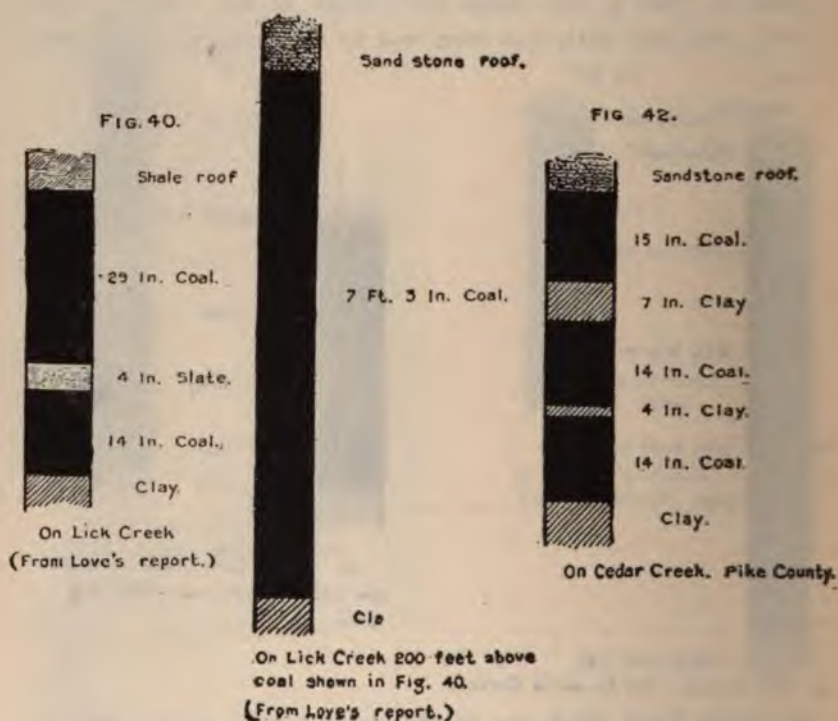 FIG. 40.
Shale roof
29 In. Coal.
4 In. Slate.
14 In. Coal.
Clay.
On Lick Creek
(From Love's report.)
Sand stone roof.
7 Ft. 3 In. Coal.
Cla
On Lick Creek 200 feet above
coal shown in Fig. 40.
(From Love's report.)
FIG 42.
Sandstone roof.
15 In. Coal.
7 In. Clay
14 In. Coal.
4 In. Clay.
14 In. Coal.
Clay.
On Cedar Creek. Pike County.